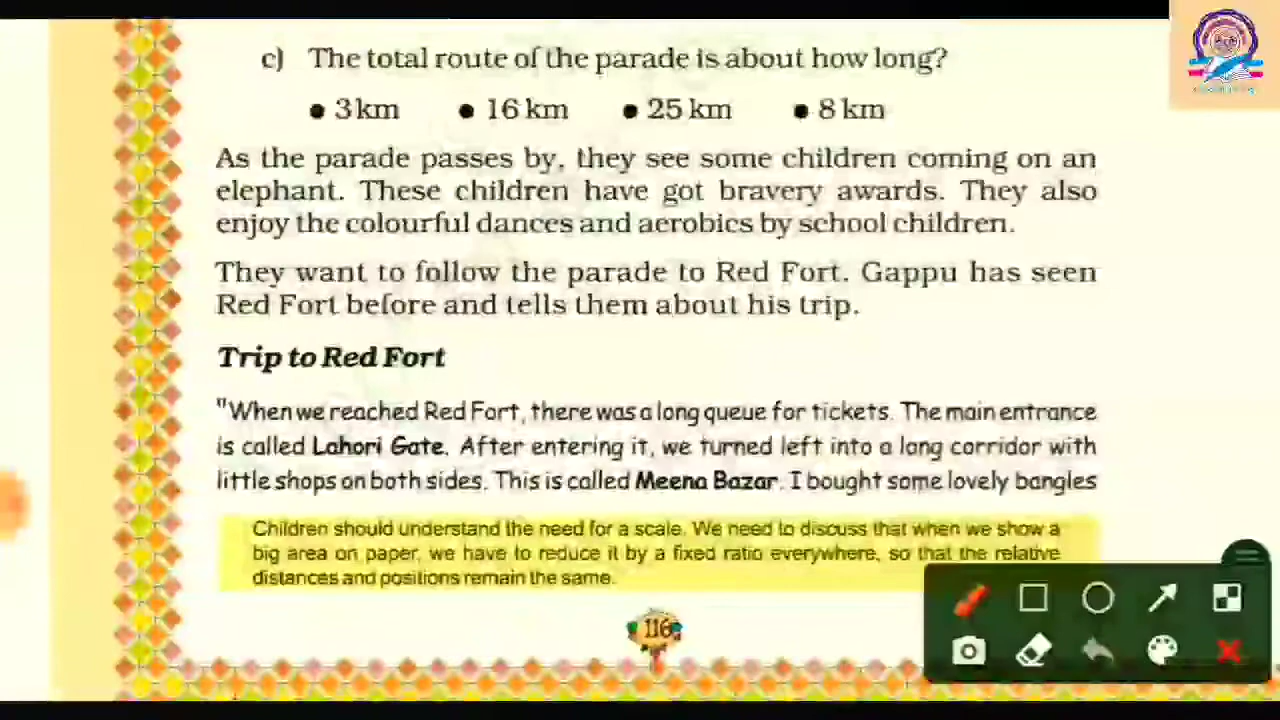 c) The total route of the parade is about how long?
• 3 km • 16 km • 25 km • 8 km
As the parade passes by, they see some children coming on an
elephant. These children have got bravery awards. They also
enjoy the colourful dances and aerobics by school children.
They want to follow the parade to Red Fort. Gappu has seen
Red Fort before and tells them about his trip.
Trip to Red Fort
"When we reached Red Fort, there was a long queue for tickets. The main entrance
is called Lahori Gate. After entering it, we turned left into a long corridor with
little shops on both sides. This is called Meena Bazar. I bought some lovely bangles
Children should understand the need for a scale. We need to discuss that when we show a
big area on paper, we have to reduce it by a fixed ratio everywhere, so that the relative
distances and positions remain the same.
116